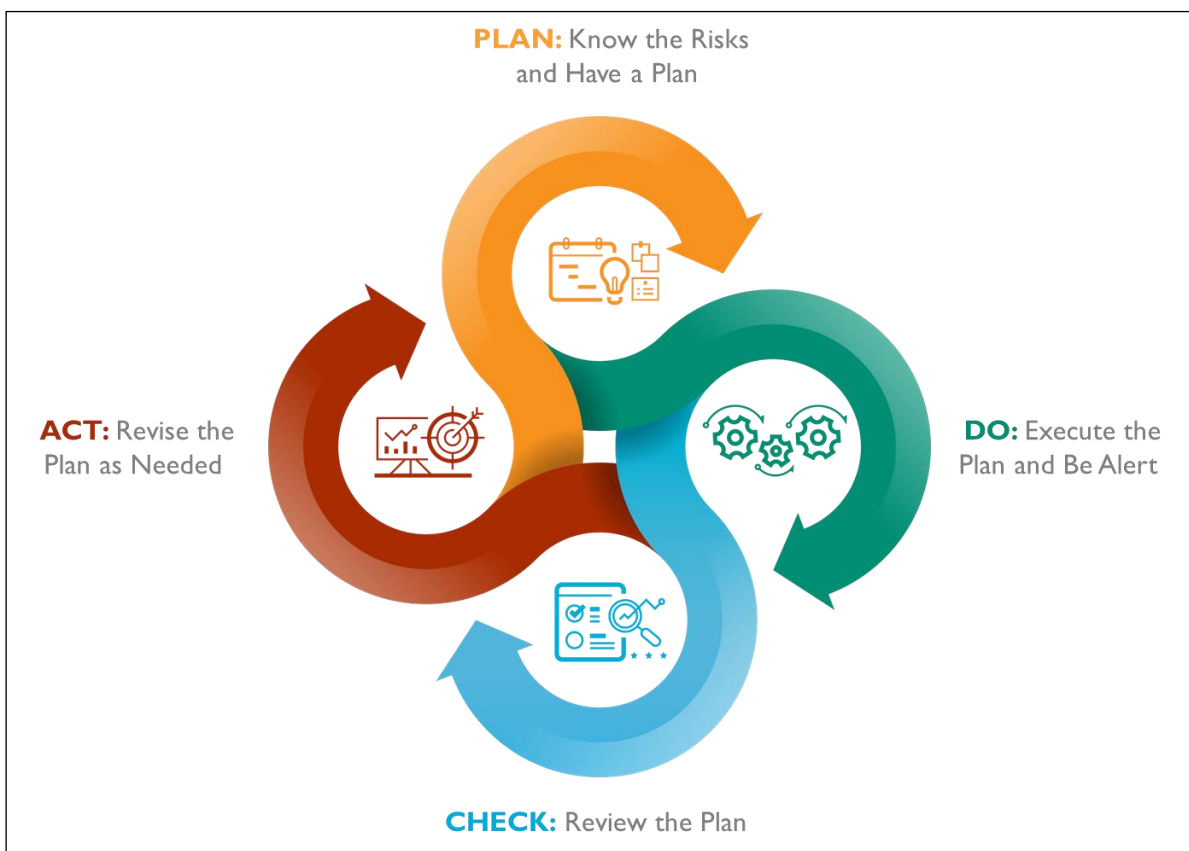 PLAN: Know the Risks
and Have a Plan
ACT: Revise the
Plan as Needed
DO: Execute the
Plan and Be Alert
CHECK: Review the Plan